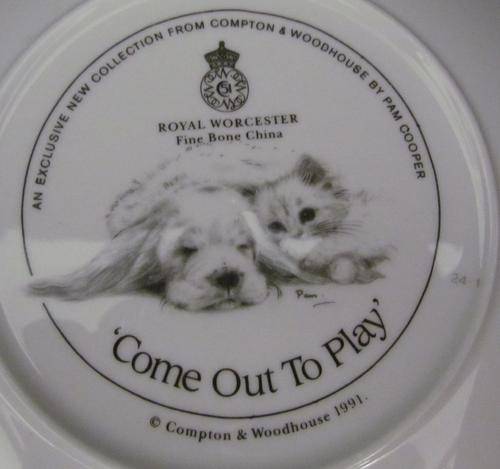 AN EXCLUSIVE NEW COLLECTION FROM COMPTON & WOODHOUSE BY PAM COOPER
51
ROYAL WORCESTER
Fine Bone China
Pam.
'Come Out To Play'
© Compton & Woodhouse 1991.